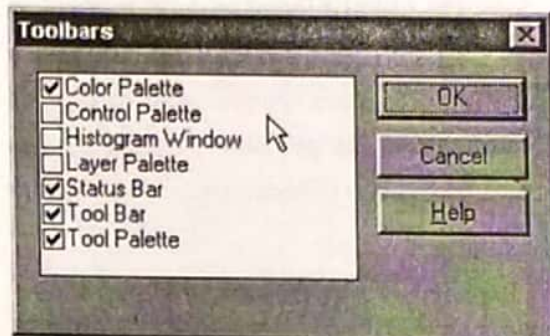 Toolbars
Color Palette
Control Palette
Histogram Window
Layer Palette
Status Bar
Tool Bar
Tool Palette
OK
Cancel
Help